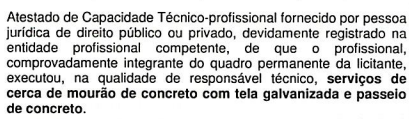 Atestado de Capacidade Técnico-profissional fornecido por pessoa
jurídica de direito público ou privado, devidamente registrado na
entidade profissional competente, de que o profissional,
comprovadamente integrante do quadro permanente da licitante,
executou, na qualidade de responsável técnico, serviços de
cerca de mourão de concreto com tela galvanizada e passeio
de concreto.